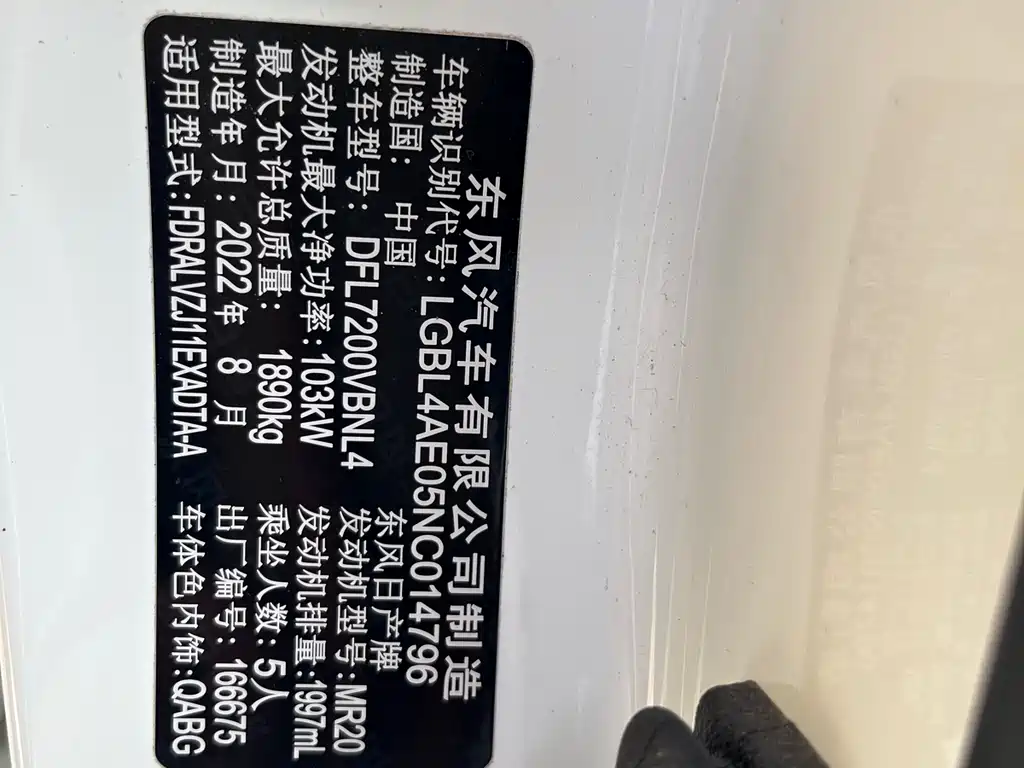 东风汽车有限公司制造
车辆识别代号:LGBL4AE05NC014796
制造国: 中国 东风日产牌
整车型号: DFL7200VBNL4 发动机型号:MR20
发动机最大净功率:103kW 发动机排量:1997mL
最大允许总质量: 1890kg 乘坐人数:5人
制造年月: 2022年 8 月 出厂编号: 166675
适用型式:FDRALVZJ11EXADTA-A 车体色内饰:QABG